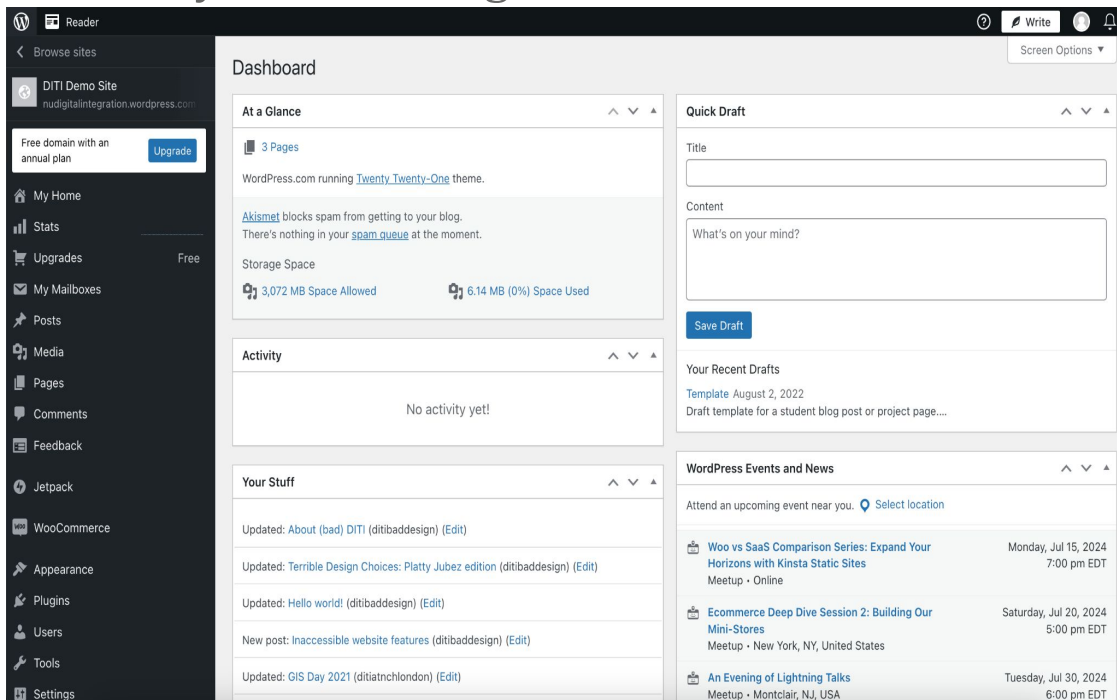 Reader
Write
Browse sites
DITI Demo Site
nudigitalintegration.wordpress.com
Free domain with an
annual plan
Upgrade
My Home
Stats
Upgrades Free
My Mailboxes
Posts
Media
Pages
Comments
Feedback
Jetpack
WooCommerce
Appearance
Plugins
Users
Tools
Settings
Screen Options
Dashboard
At a Glance
3 Pages
WordPress.com running Twenty Twenty-One theme.
Akismet blocks spam from getting to your blog.
There's nothing in your spam queue at the moment.
Storage Space
3,072 MB Space Allowed 6.14 MB (0%) Space Used
Activity
No activity yet!
Your Stuff
Updated: About (bad) DITI (ditibaddesign) (Edit)
Updated: Terrible Design Choices: Platty Jubez edition (ditibaddesign) (Edit)
Updated: Hello world! (ditibaddesign) (Edit)
New post: Inaccessible website features (ditibaddesign) (Edit)
Updated: GIS Day 2021 (ditiatnchlondon) (Edit)
Quick Draft
Title
Content
What's on your mind?
Save Draft
Your Recent Drafts
Template August 2, 2022
Draft template for a student blog post or project page....
WordPress Events and News
Attend an upcoming event near you. Select location
Woo vs SaaS Comparison Series: Expand Your Monday, Jul 15, 2024
Horizons with Kinsta Static Sites 7:00 pm EDT
Meetup • Online
Ecommerce Deep Dive Session 2: Building Our Saturday, Jul 20, 2024
Mini-Stores 5:00 pm EDT
Meetup • New York, NY, United States
An Evening of Lightning Talks Tuesday, Jul 30, 2024
Meetup • Montclair, NJ, USA 6:00 pm EDT